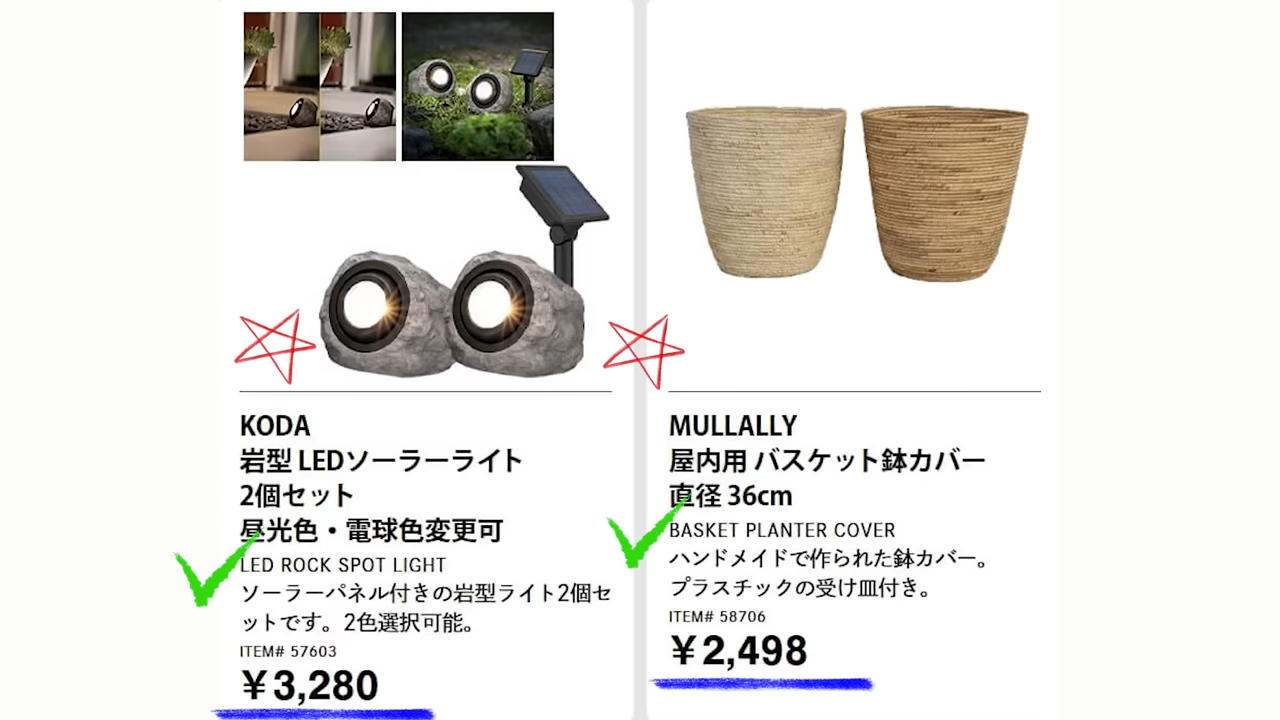 KODA
岩型 LEDソーラーライト
2個セット
昼光色・電球色変更可
LED ROCK SPOT LIGHT
ソーラーパネル付きの岩型ライト2個セ
ットです。2色選択可能。
ITEM# 57603
¥3,280
MULLALLY
屋内用 バスケット鉢カバー
直径 36cm
BASKET PLANTER COVER
ハンドメイドで作られた鉢カバー。
プラスチックの受け皿付き。
ITEM# 58706
¥2,498